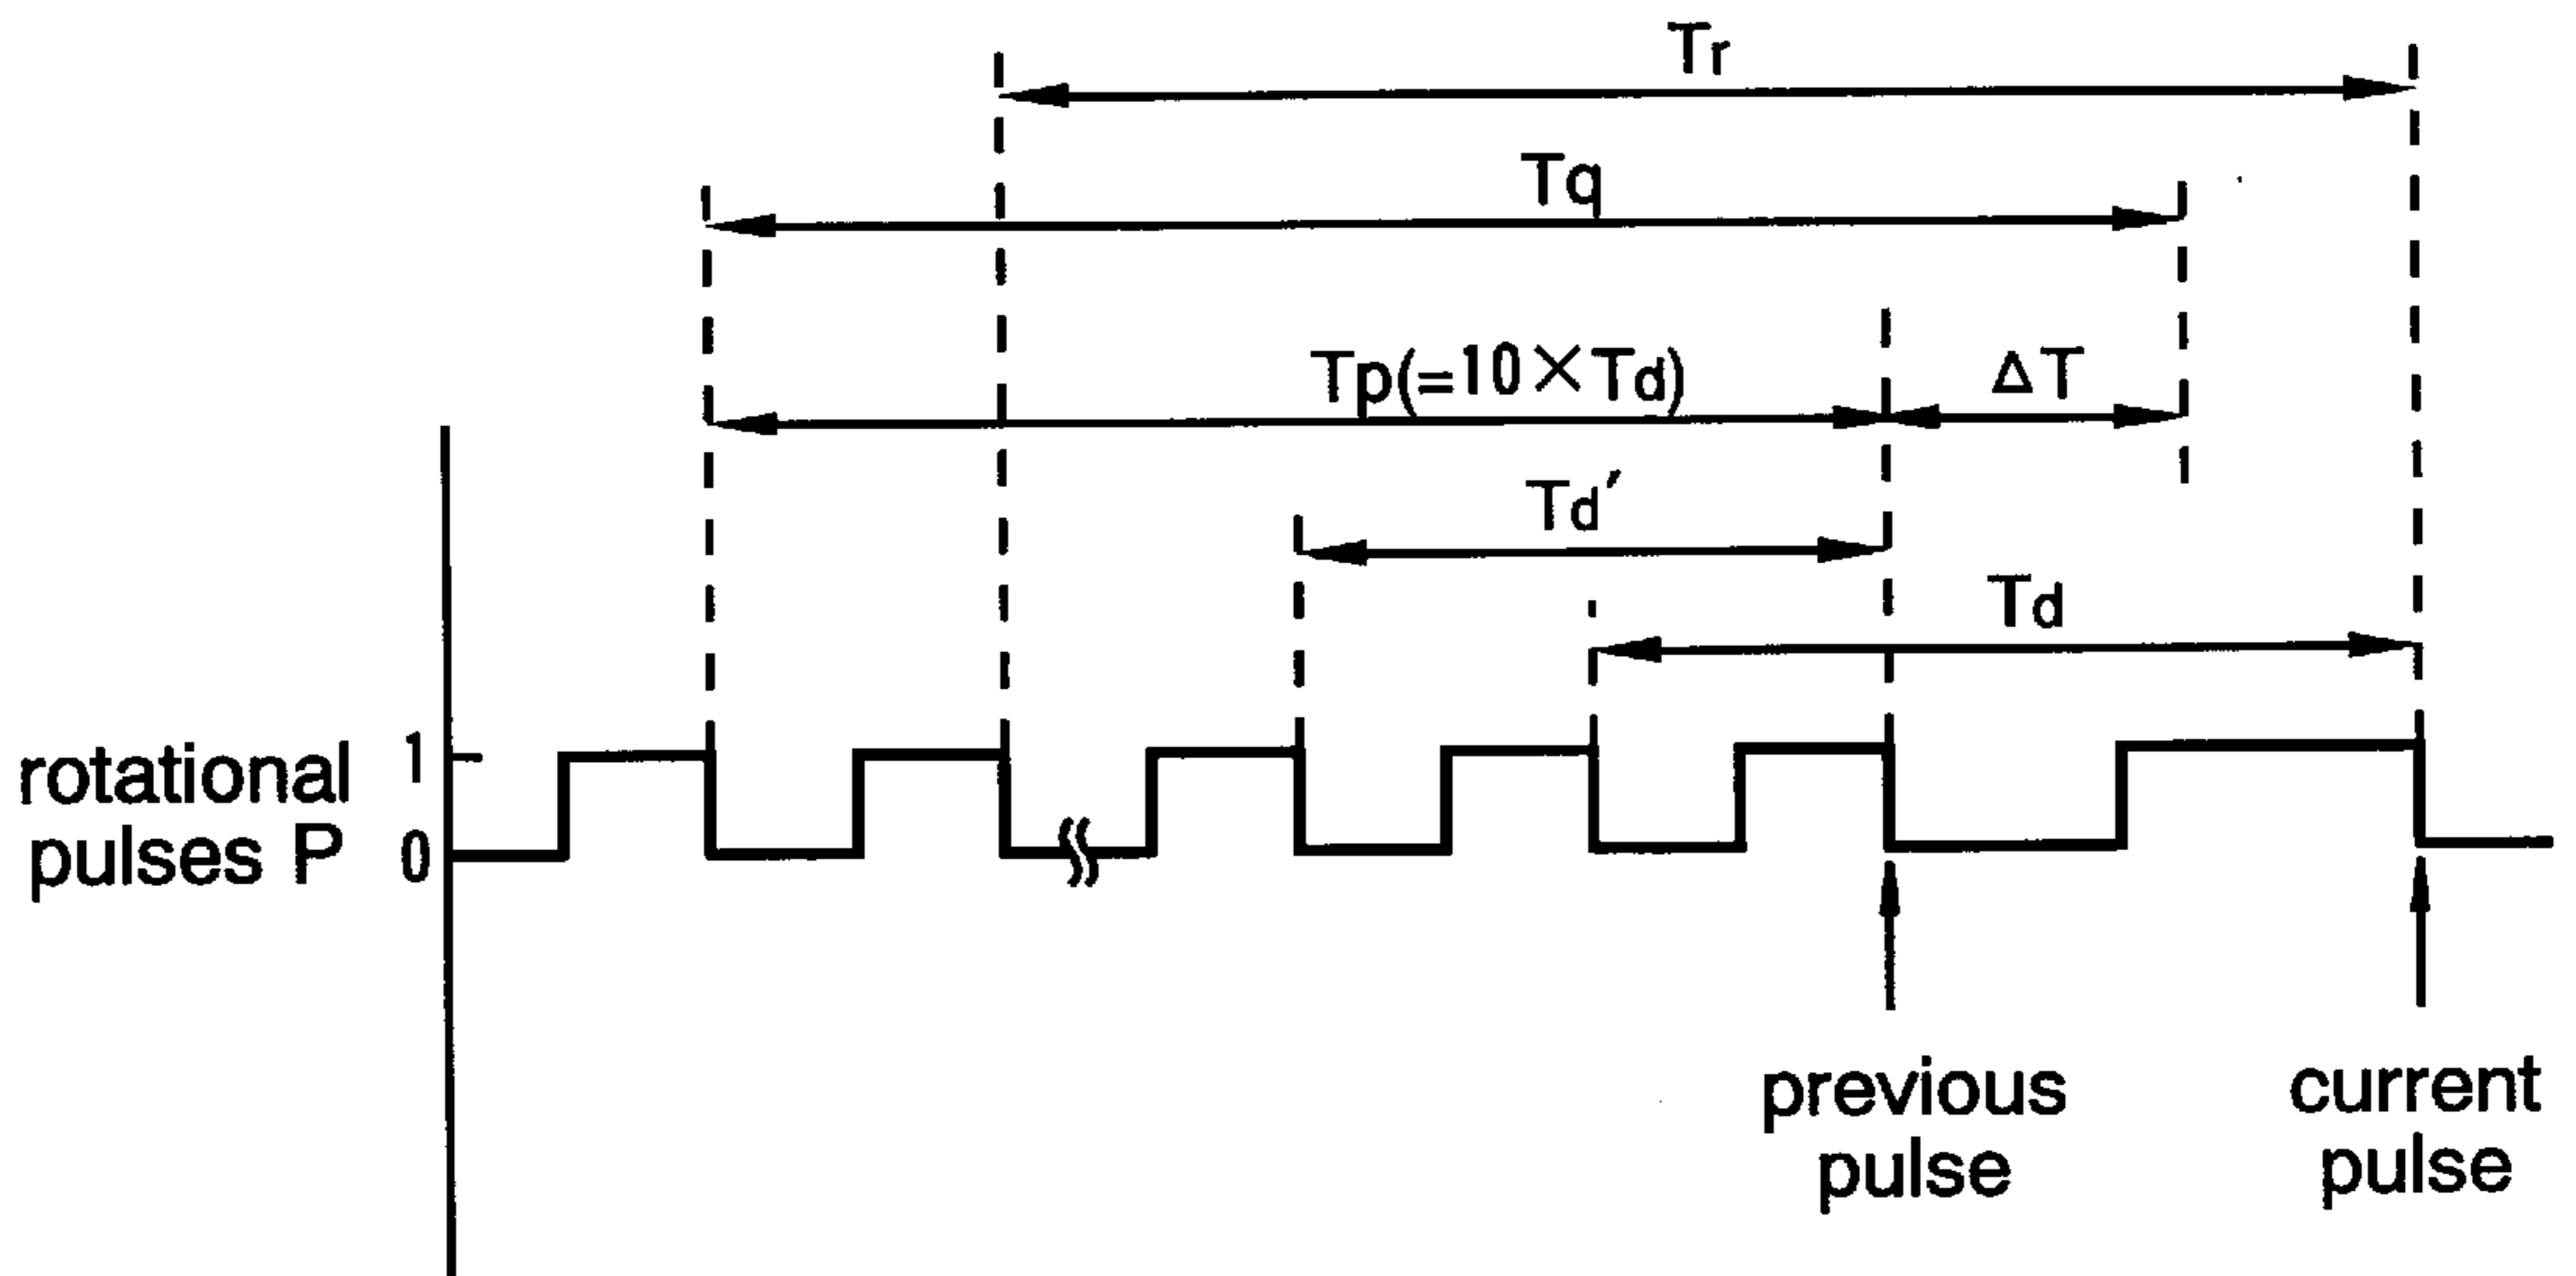 Tr
Tq
Tp(=10×Td)
ΔT
Td′
Td
rotational
pulses P
1
0
previous
pulse
current
pulse